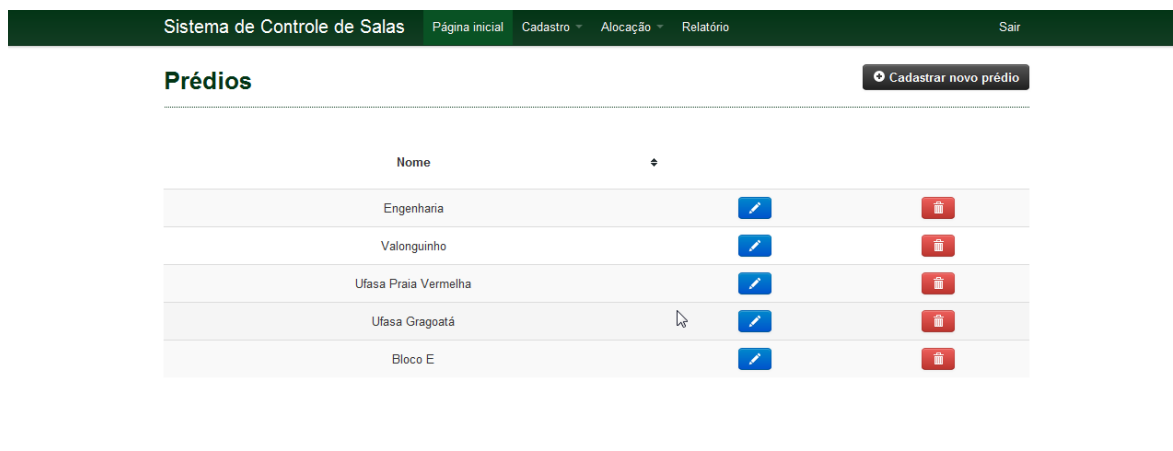 Sistema de Controle de Salas Página inicial Cadastro Alocação Relatório Sair
Prédios Cadastrar novo prédio
Nome
Engenharia
Valonguinho
Ufasa Praia Vermelha
Ufasa Gragoatá
Bloco E